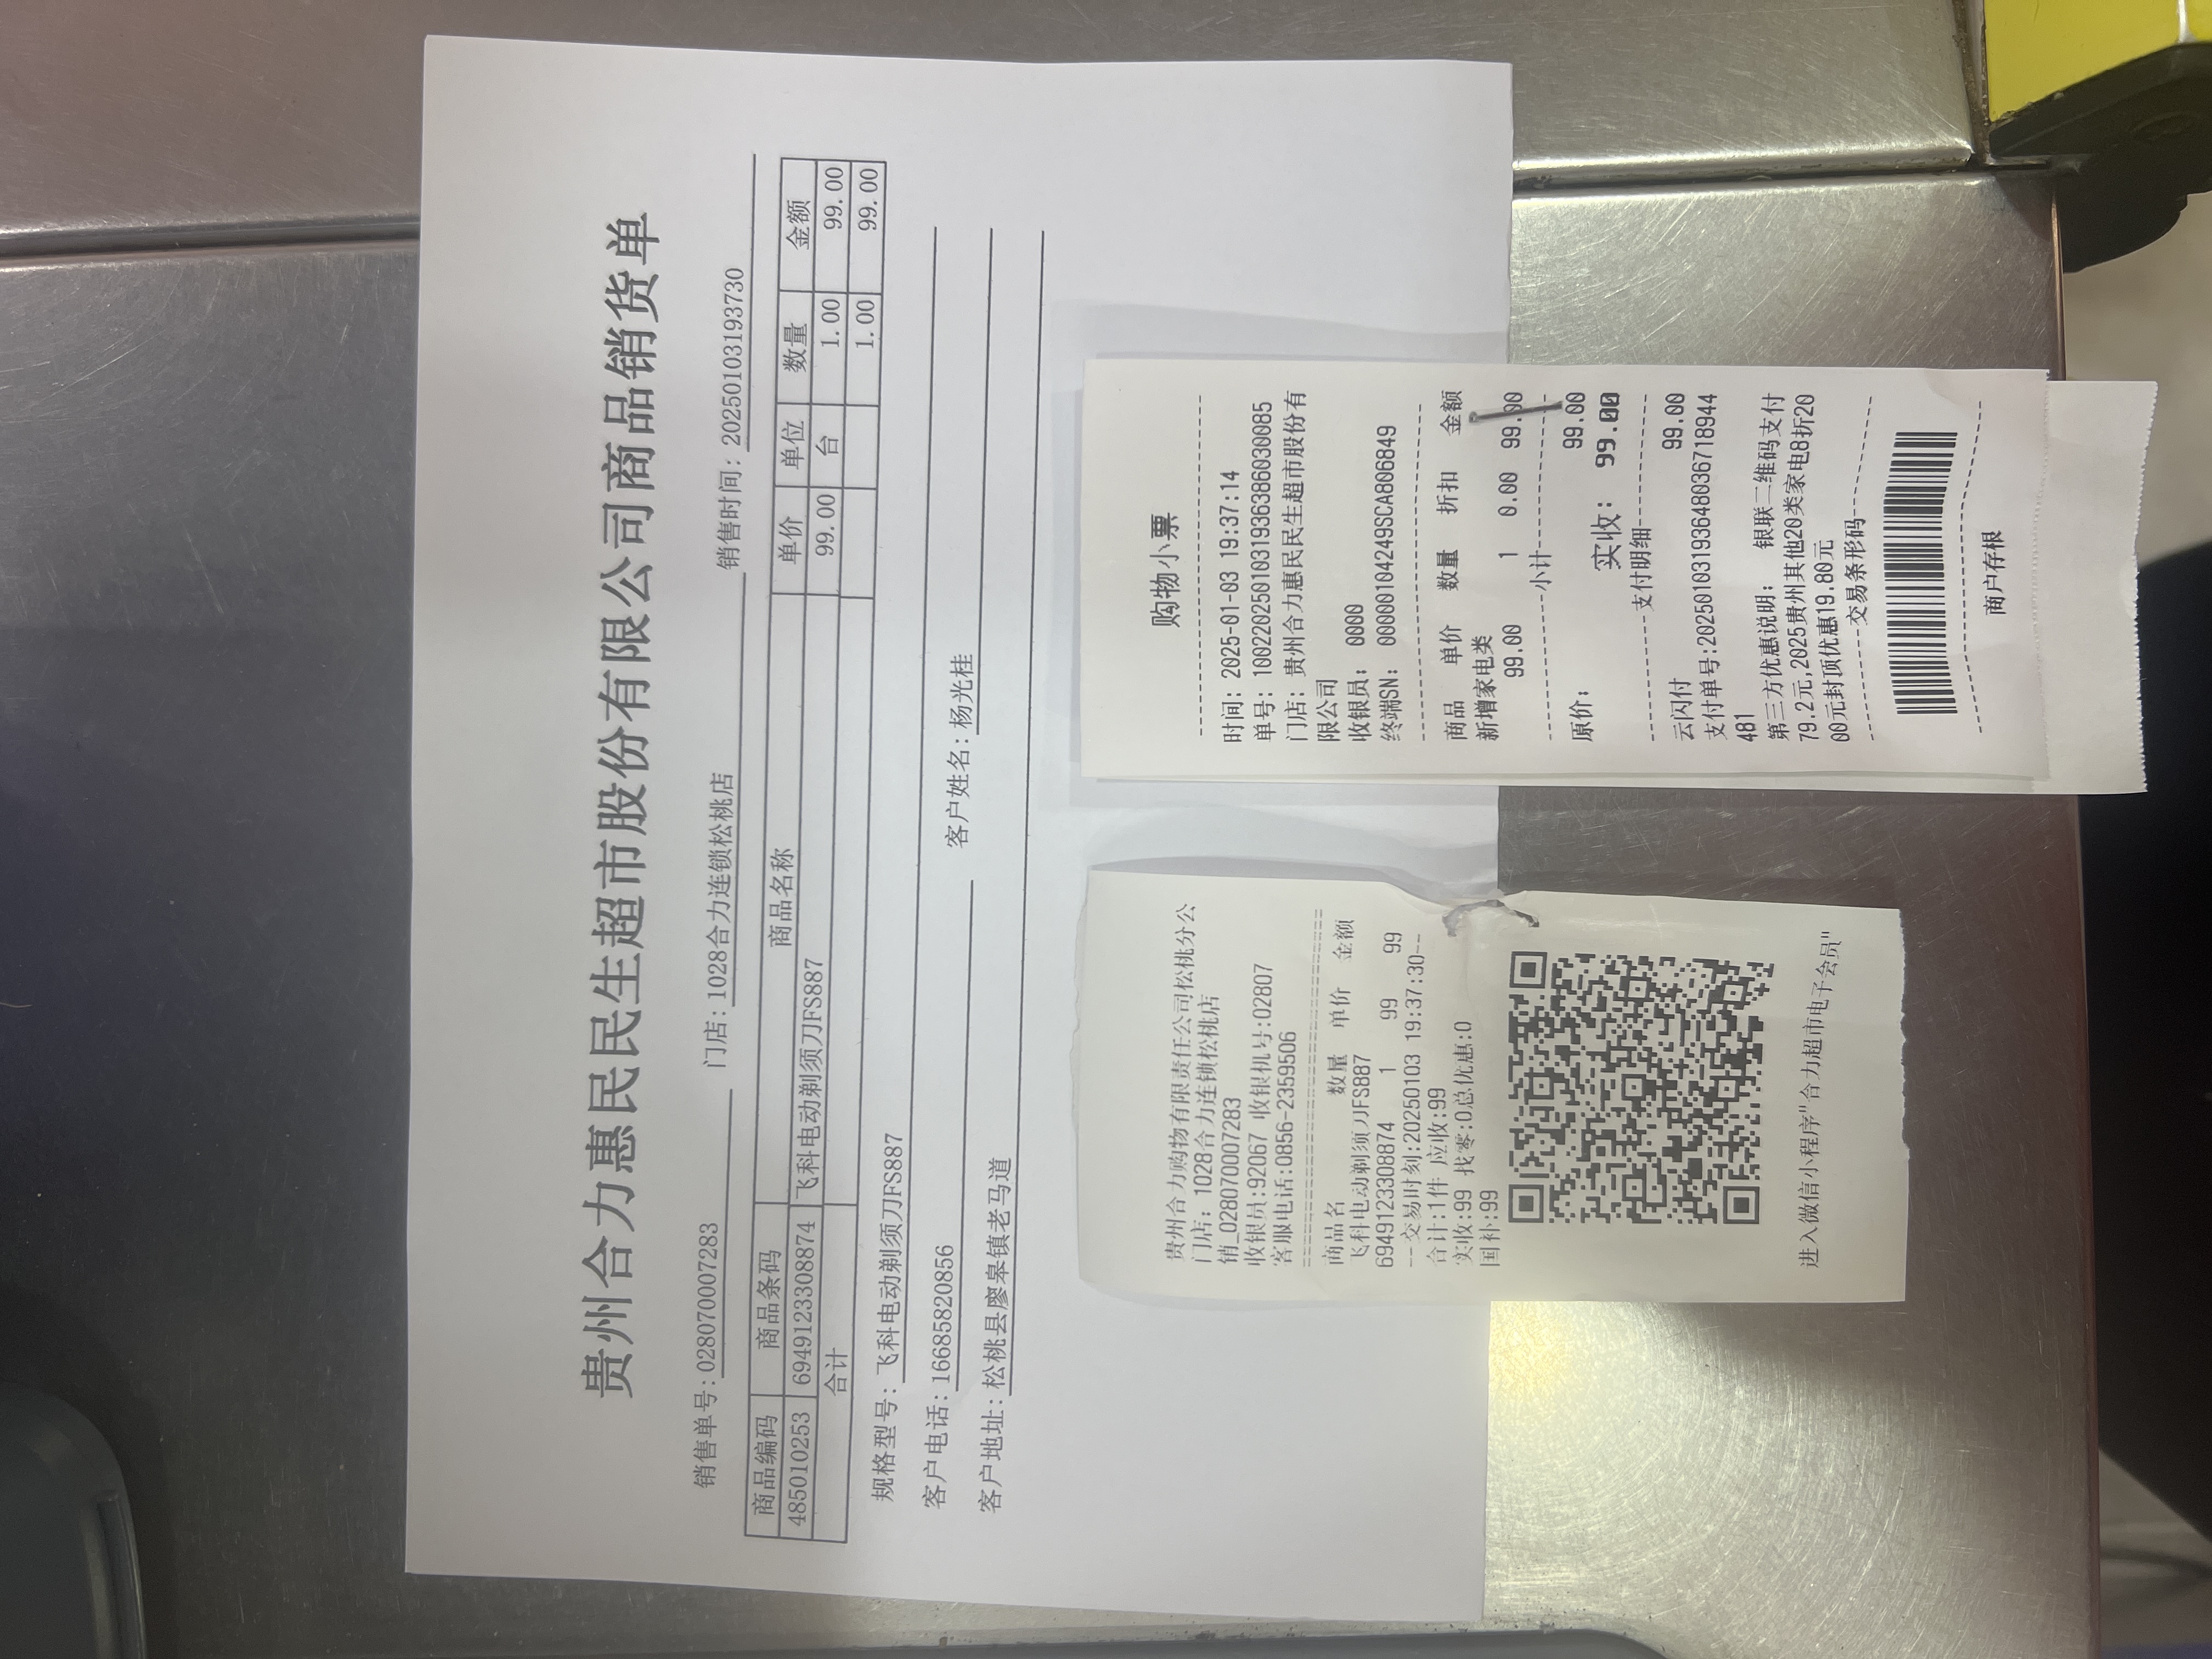 贵州合力惠民民生超市股份有限公司商品销货单
销售单号: 028070007283 门店: 1028合力连锁松桃店 销售时间: 20250103193730
商品编码 商品条码 商品名称 单价 单位 数量 金额
485010253 6949123308874 飞科电动剃须刀FS887 99.00 台 1.00 99.00
合计 1.00 99.00
规格型号: 飞科电动剃须刀FS887
客户电话: 16685820856 客户姓名: 杨光桂
客户地址: 松桃县廖皋镇老马道
贵州合力购物有限责任公司松桃分公
门店: 1028合力连锁松桃店
销_028070007283
收银员:92067 收银机号:02807
客服电话:0856-2359506
商品名 数量 单价 金额
飞科电动剃须刀FS887
6949123308874 1 99 99
--交易时刻:20250103 19:37:30--
合计:1件 应收:99
实收:99 找零:0总优惠:0
国补:99
进入微信小程序"合力超市电子会员"
购物小票
时间: 2025-01-03 19:37:14
单号: 10022025010319363860300​85
门店: 贵州合力惠民民生超市股份有
限公司
收银员: 0000
终端SN: 00000104249SCA806849
商品 单价 数量 折扣 金额
新增家电类
99.00 1 0.00 99.00
小计
原价: 99.00
实收: 99.00
支付明细
云闪付 99.00
支付单号:20250103193648036718944
481
第三方优惠说明: 银联二维码支付
79.2元,2025贵州其他20类家电8折20
00元封顶优惠19.80元
交易条形码
商户存根